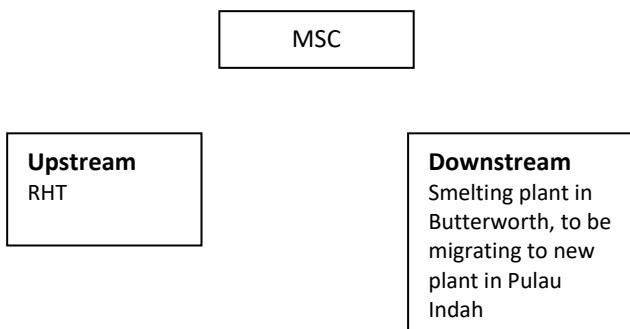 MSC
Upstream
RHT
Downstream
Smelting plant in
Butterworth, to be
migrating to new
plant in Pulau
Indah